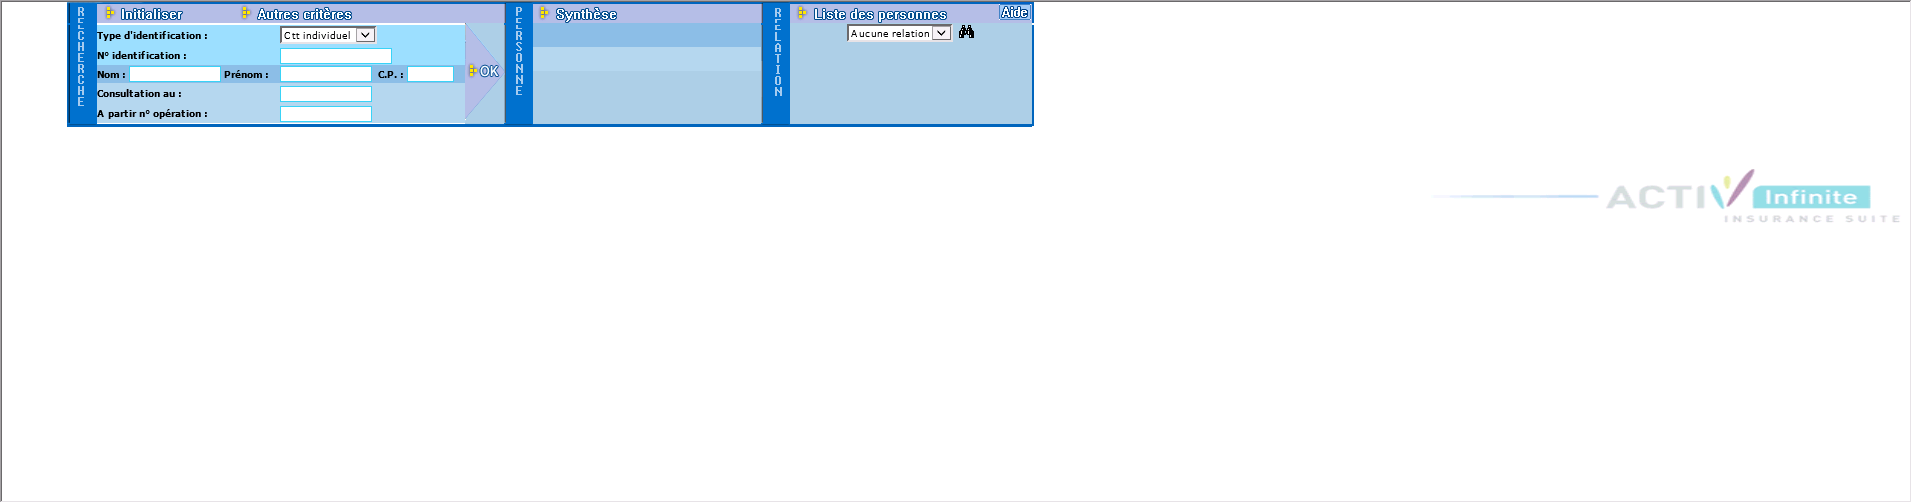 RECHERCHE
Initialiser
Autres critères
Type d'identification :
Ctt individuel
N° identification :
Nom :
Prénom :
C.P. :
Consultation au :
A partir n° opération :
OK
PERSONNE
Synthèse
RELATION
Liste des personnes
Aide
Aucune relation
ACTIV Infinite
INSURANCE SUITE